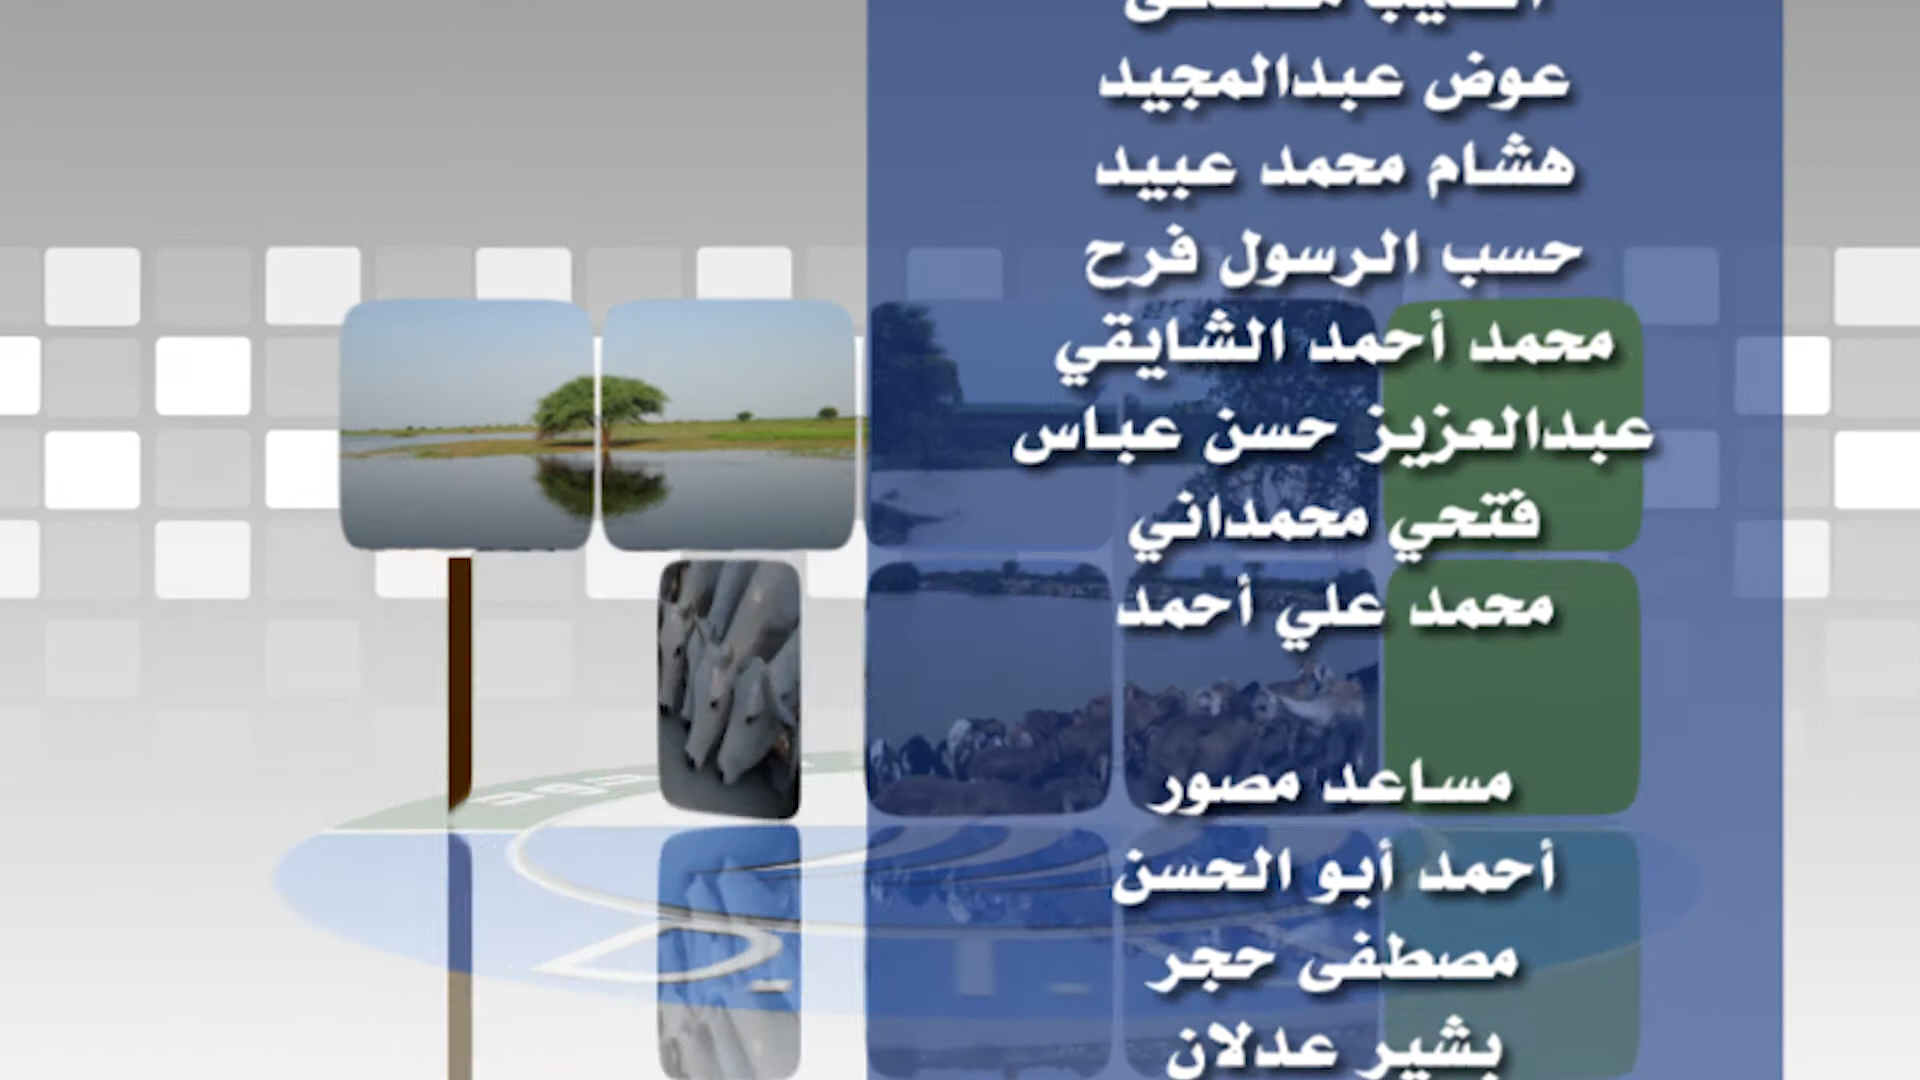 عوض عبدالمجيد
هشام محمد عبيد
حسب الرسول فرح
محمد أحمد الشايقي
عبدالعزيز حسن عباس
فتحي محمداني
محمد علي أحمد
مساعد مصور
أحمد أبو الحسن
مصطفى حجر
بشير عدلان